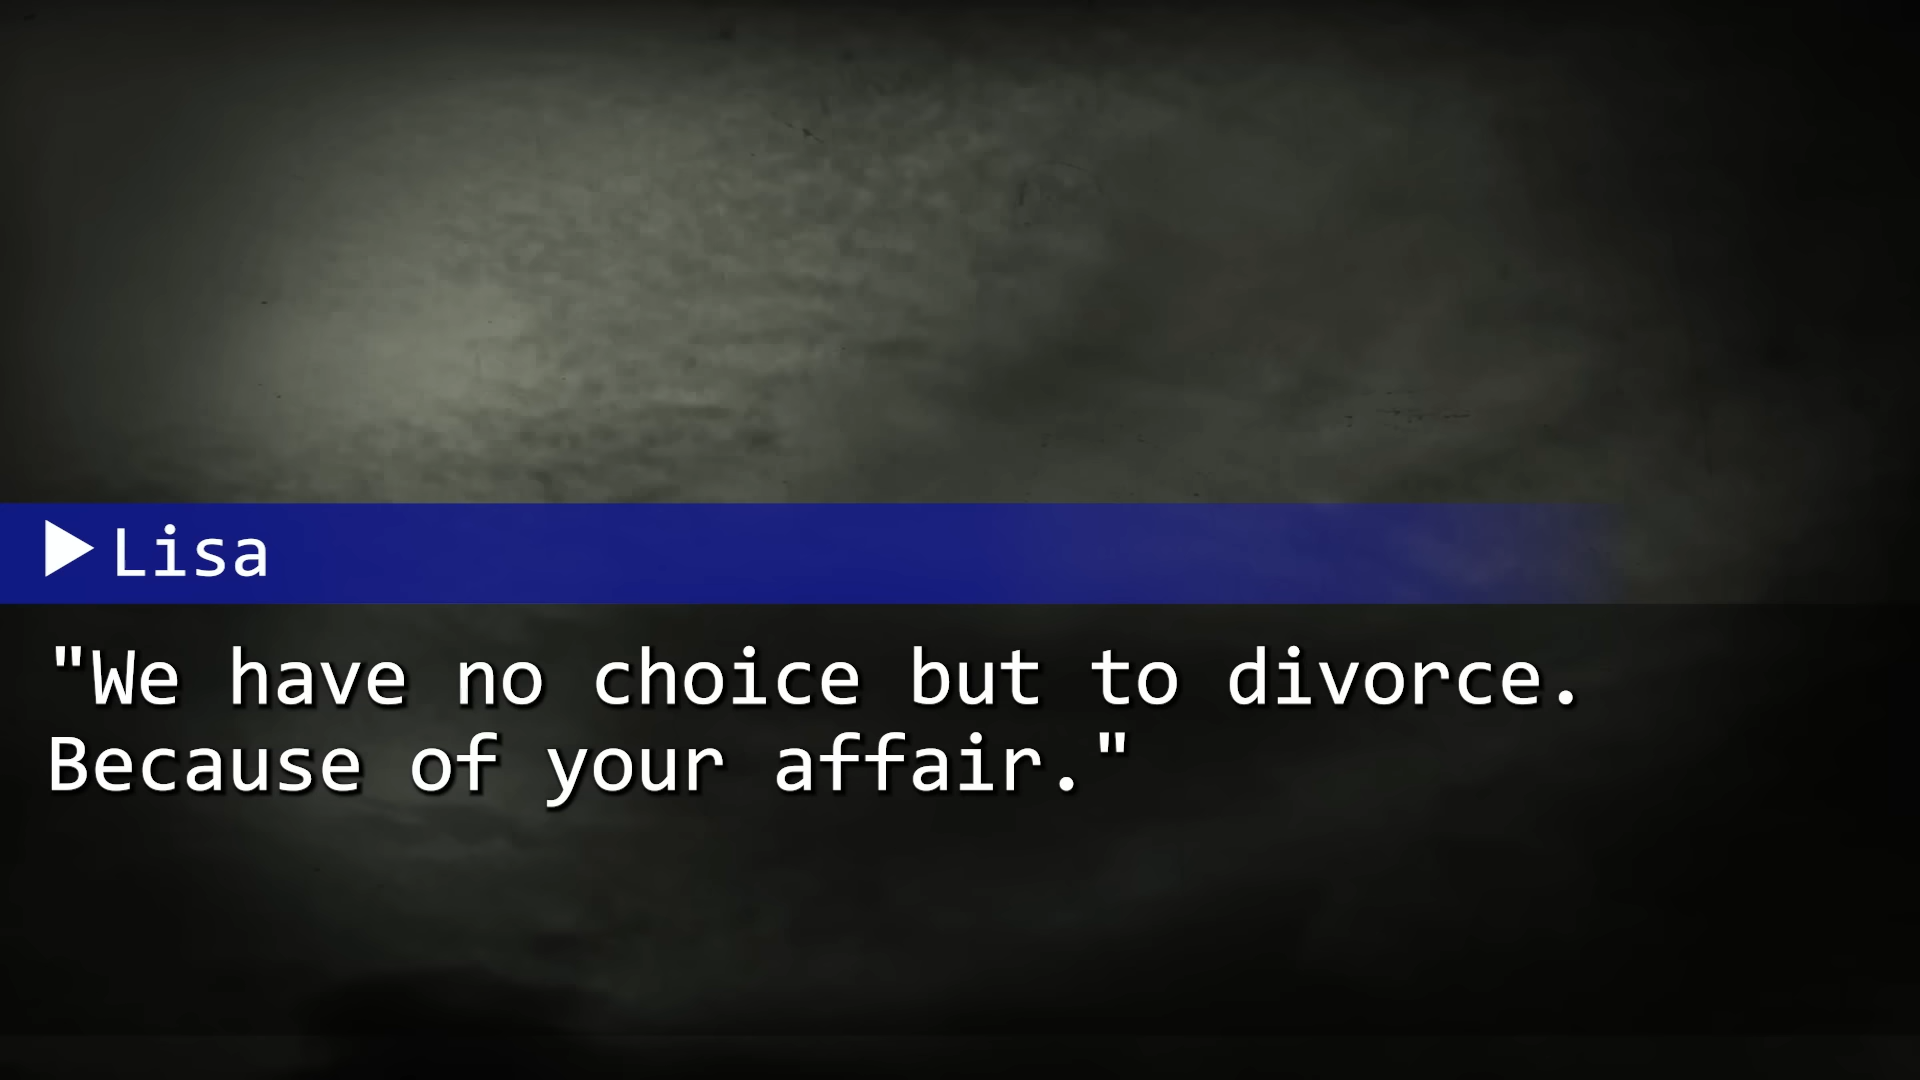 ▶Lisa
"We have no choice but to divorce.
Because of your affair."